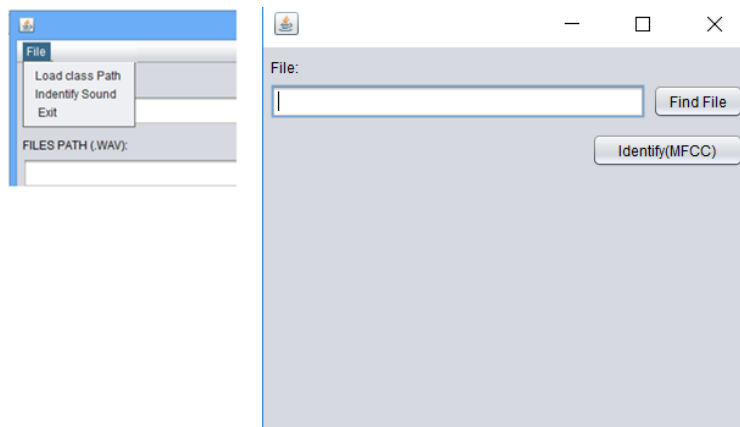 File
Load class Path
Indentify Sound
Exit
FILES PATH (.WAV):
File:
Find File
Identify(MFCC)